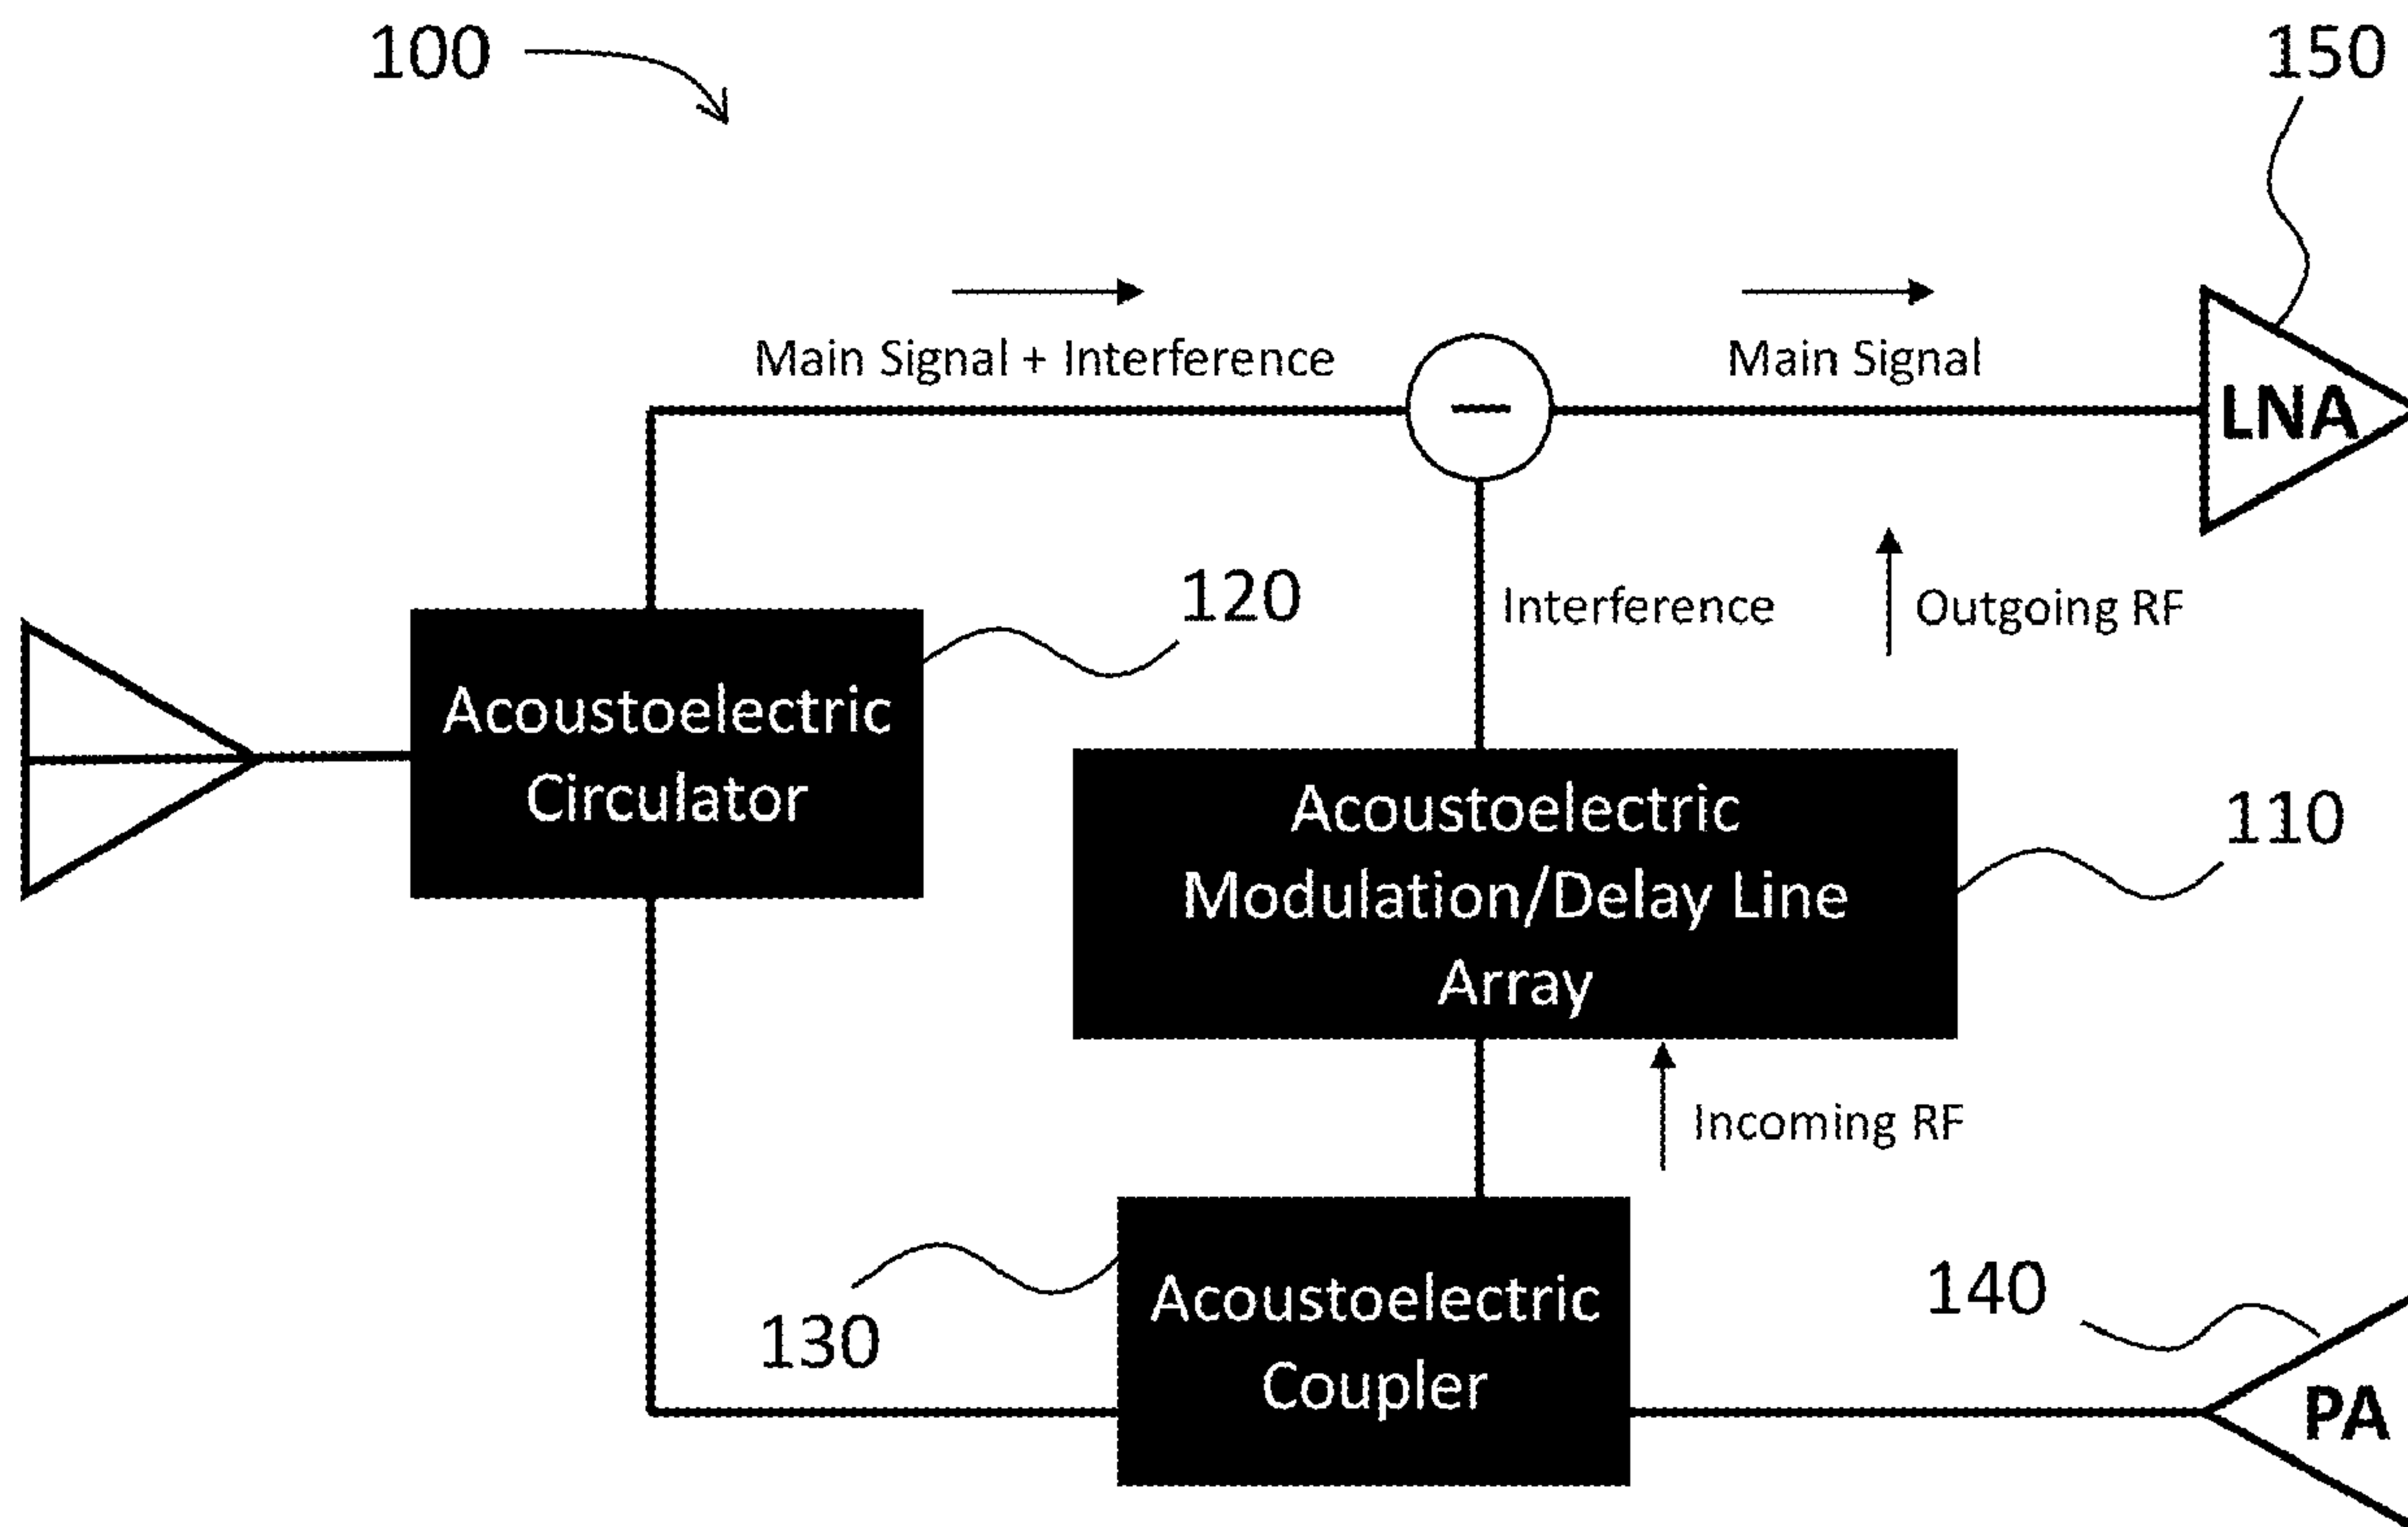 100
150
Main Signal + Interference
Main Signal
LNA
120
Interference
Outgoing RF
Acoustoelectric
Circulator
Acoustoelectric
Modulation/Delay Line
Array
110
Incoming RF
130
Acoustoelectric
Coupler
140
PA